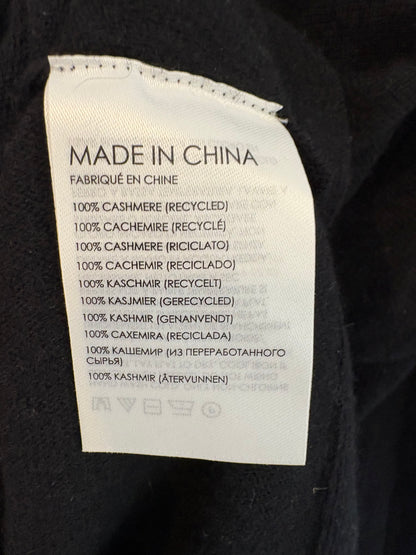 MADE IN CHINA
FABRIQUÉ EN CHINE
100% CASHMERE (RECYCLED)
100% CACHEMIRE (RECYCLÉ)
100% CASHMERE (RICICLATO)
100% CACHEMIR (RECICLADO)
100% KASCHMIR (RECYCELT)
100% KASJMIER (GERECYCLED)
100% KASHMIR (GENANVENDT)
100% CAXEMIRA (RECICLADA)
100% КАШЕМИР (ИЗ ПЕРЕРАБОТАННОГО
СЫРЬЯ)
100% KASHMIR (ÅTERVUNNEN)